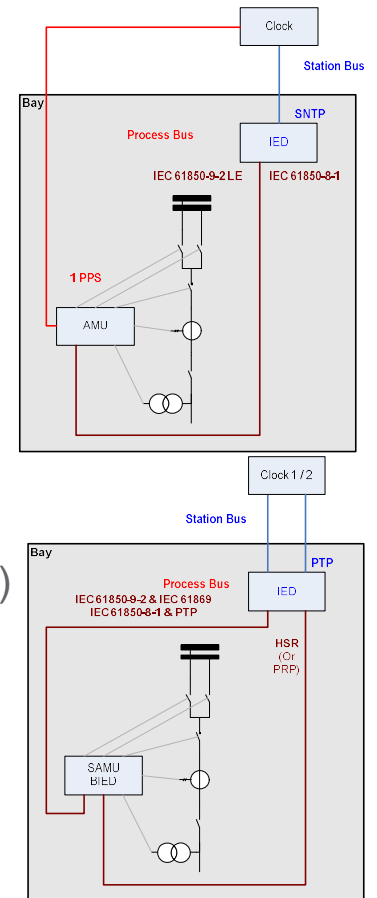 Clock
Station Bus
Bay
SNTP
Process Bus
IED
IEC 61850-9-2 LE
IEC 61850-8-1
1 PPS
AMU
Clock 1 / 2
Station Bus
)
Bay
PTP
Process Bus
IEC 61850-9-2 & IEC 61869
IEC 61850-8-1 & PTP
IED
HSR
(Or
PRP)
SAMU
BIED